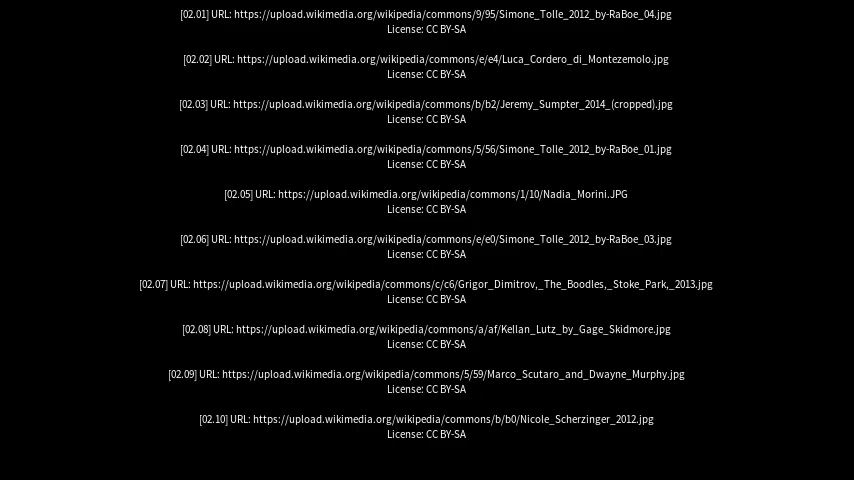 [02.01] URL: https://upload.wikimedia.org/wikipedia/commons/9/95/Simone_Tolle_2012_by-RaBoe_04.jpg
License: CC BY-SA
[02.02] URL: https://upload.wikimedia.org/wikipedia/commons/e/e4/Luca_Cordero_di_Montezemolo.jpg
License: CC BY-SA
[02.03] URL: https://upload.wikimedia.org/wikipedia/commons/b/b2/Jeremy_Sumpter_2014_(cropped).jpg
License: CC BY-SA
[02.04] URL: https://upload.wikimedia.org/wikipedia/commons/5/56/Simone_Tolle_2012_by-RaBoe_01.jpg
License: CC BY-SA
[02.05] URL: https://upload.wikimedia.org/wikipedia/commons/1/10/Nadia_Morini.JPG
License: CC BY-SA
[02.06] URL: https://upload.wikimedia.org/wikipedia/commons/e/e0/Simone_Tolle_2012_by-RaBoe_03.jpg
License: CC BY-SA
[02.07] URL: https://upload.wikimedia.org/wikipedia/commons/c/c6/Grigor_Dimitrov,_The_Boodles,_Stoke_Park,_2013.jpg
License: CC BY-SA
[02.08] URL: https://upload.wikimedia.org/wikipedia/commons/a/af/Kellan_Lutz_by_Gage_Skidmore.jpg
License: CC BY-SA
[02.09] URL: https://upload.wikimedia.org/wikipedia/commons/5/59/Marco_Scutaro_and_Dwayne_Murphy.jpg
License: CC BY-SA
[02.10] URL: https://upload.wikimedia.org/wikipedia/commons/b/b0/Nicole_Scherzinger_2012.jpg
License: CC BY-SA